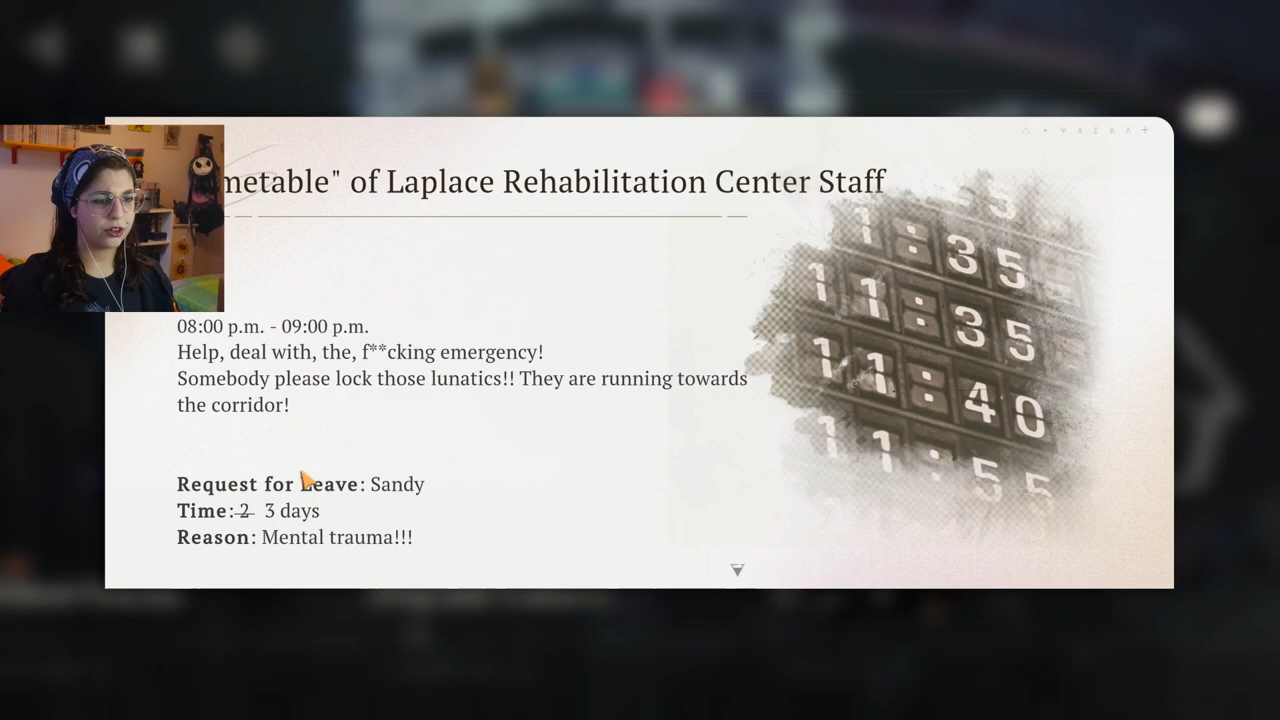 metable" of Laplace Rehabilitation Center Staff
08:00 p.m. - 09:00 p.m.
Help, deal with, the, f**cking emergency!
Somebody please lock those lunatics!! They are running towards
the corridor!
Request for Leave: Sandy
Time: 2 3 days
Reason: Mental trauma!!!
1:35
11:35
11:40
11:55